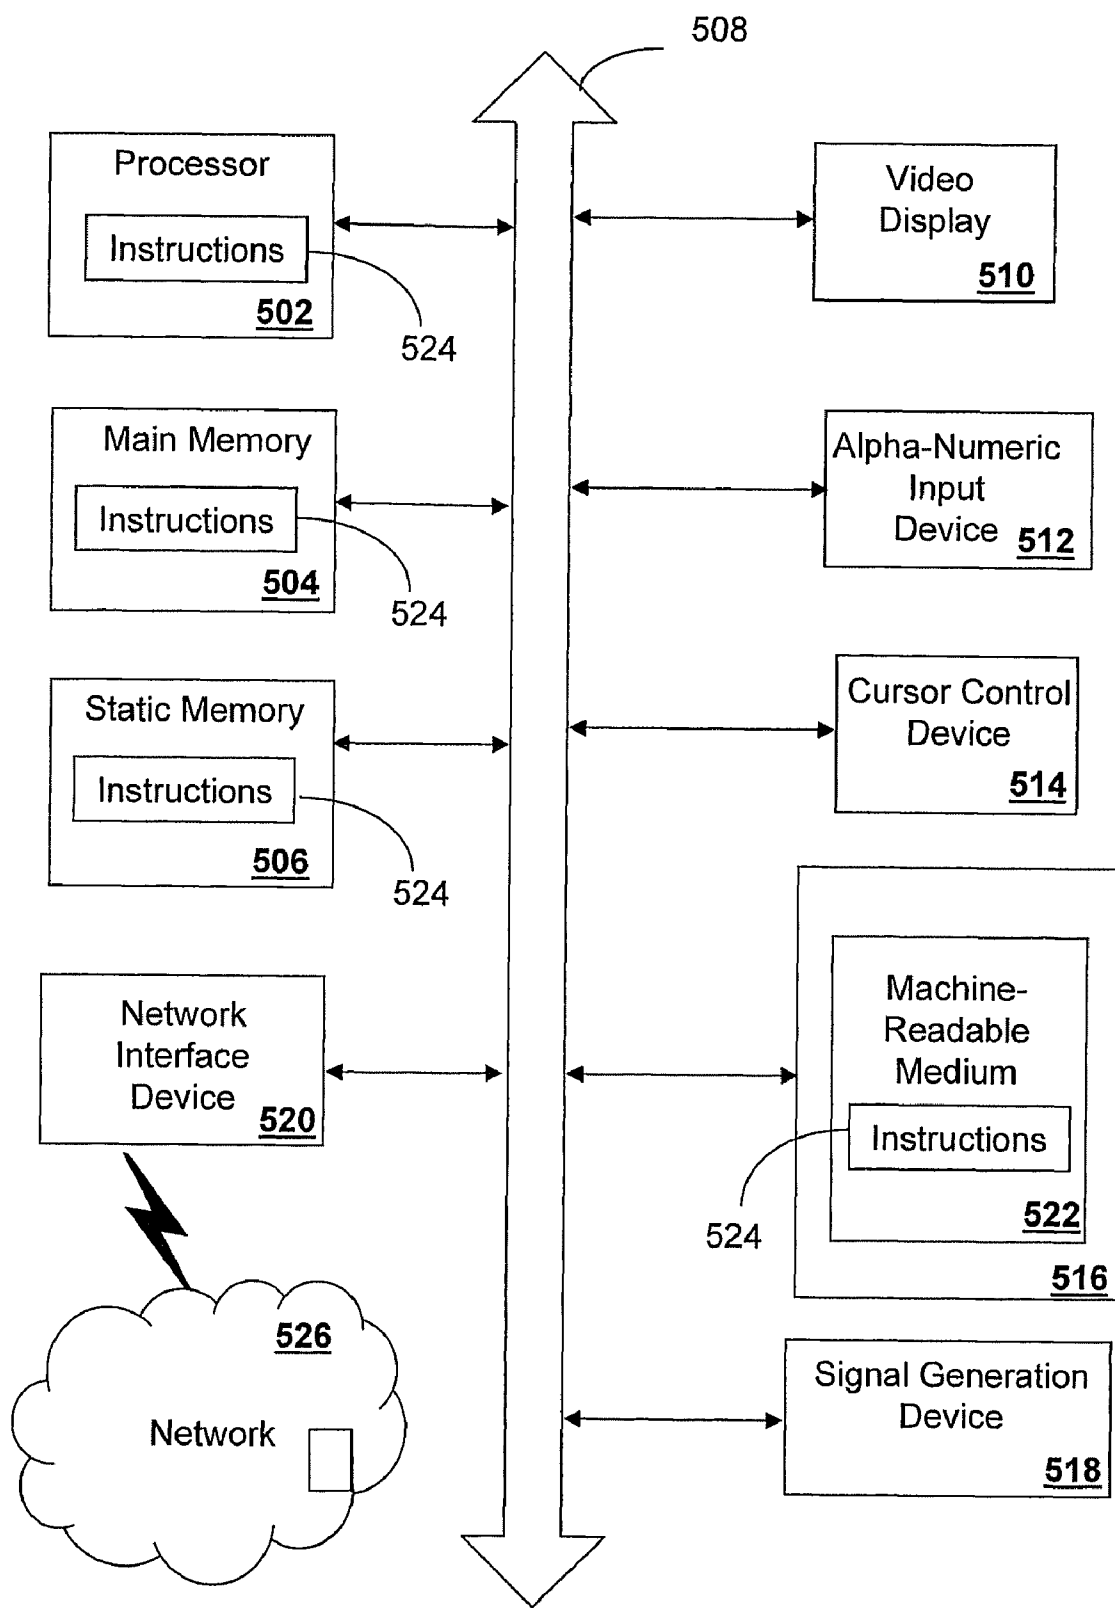 508
Processor
Instructions
502
524
Main Memory
Instructions
504
524
Static Memory
Instructions
506
524
Network
Interface
Device
520
526
Network
Video
Display
510
Alpha-Numeric
Input
Device
512
Cursor Control
Device
514
Machine-
Readable
Medium
Instructions
522
524
516
Signal Generation
Device
518